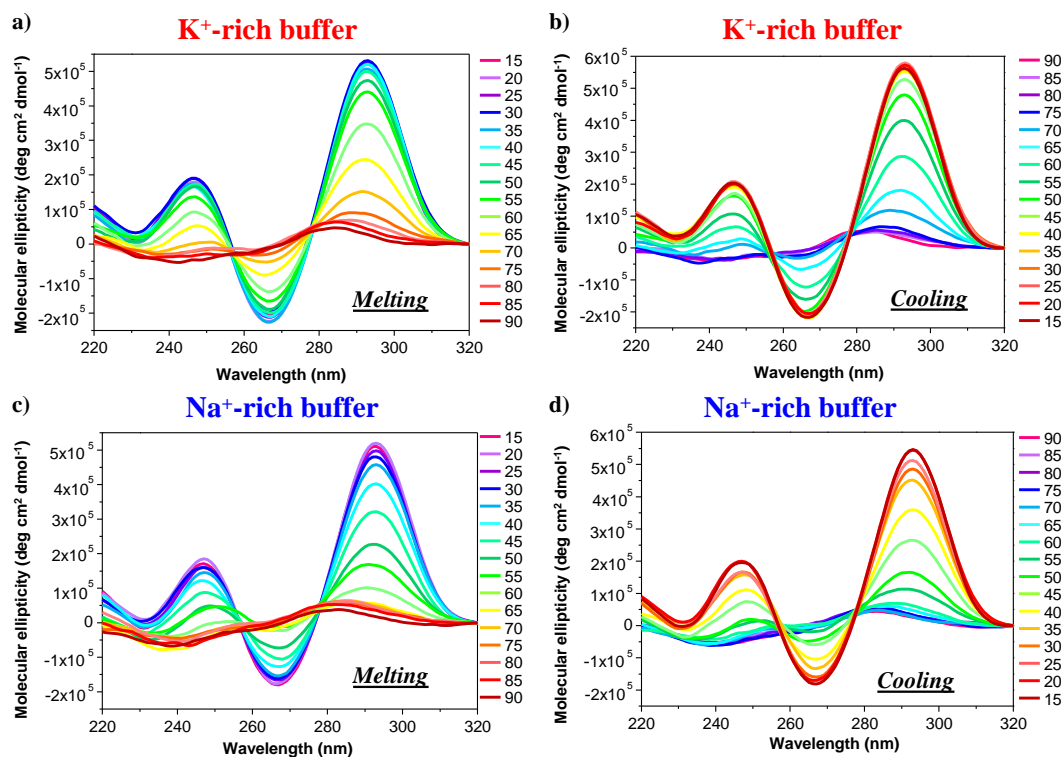 a)
K⁺-rich buffer
Molecular ellipticity (deg cm² dmol⁻¹)
5x10⁵
4x10⁵
3x10⁵
2x10⁵
1x10⁵
0
-1x10⁵
-2x10⁵
220 240 260 280 300 320
Wavelength (nm)
Melting
15
20
25
30
35
40
45
50
55
60
65
70
75
80
85
90
b)
K⁺-rich buffer
Molecular ellipticity (deg cm² dmol⁻¹)
6x10⁵
5x10⁵
4x10⁵
3x10⁵
2x10⁵
1x10⁵
0
-1x10⁵
-2x10⁵
220 240 260 280 300 320
Wavelength (nm)
Cooling
90
85
80
75
70
65
60
55
50
45
40
35
30
25
20
15
c)
Na⁺-rich buffer
Molecular ellipticity (deg cm² dmol⁻¹)
5x10⁵
4x10⁵
3x10⁵
2x10⁵
1x10⁵
0
-1x10⁵
-2x10⁵
220 240 260 280 300 320
Wavelength (nm)
Melting
15
20
25
30
35
40
45
50
55
60
65
70
75
80
85
90
d)
Na⁺-rich buffer
Molecular ellipticity (deg cm² dmol⁻¹)
6x10⁵
5x10⁵
4x10⁵
3x10⁵
2x10⁵
1x10⁵
0
-1x10⁵
-2x10⁵
220 240 260 280 300 320
Wavelength (nm)
Cooling
90
85
80
75
70
65
60
55
50
45
40
35
30
25
20
15